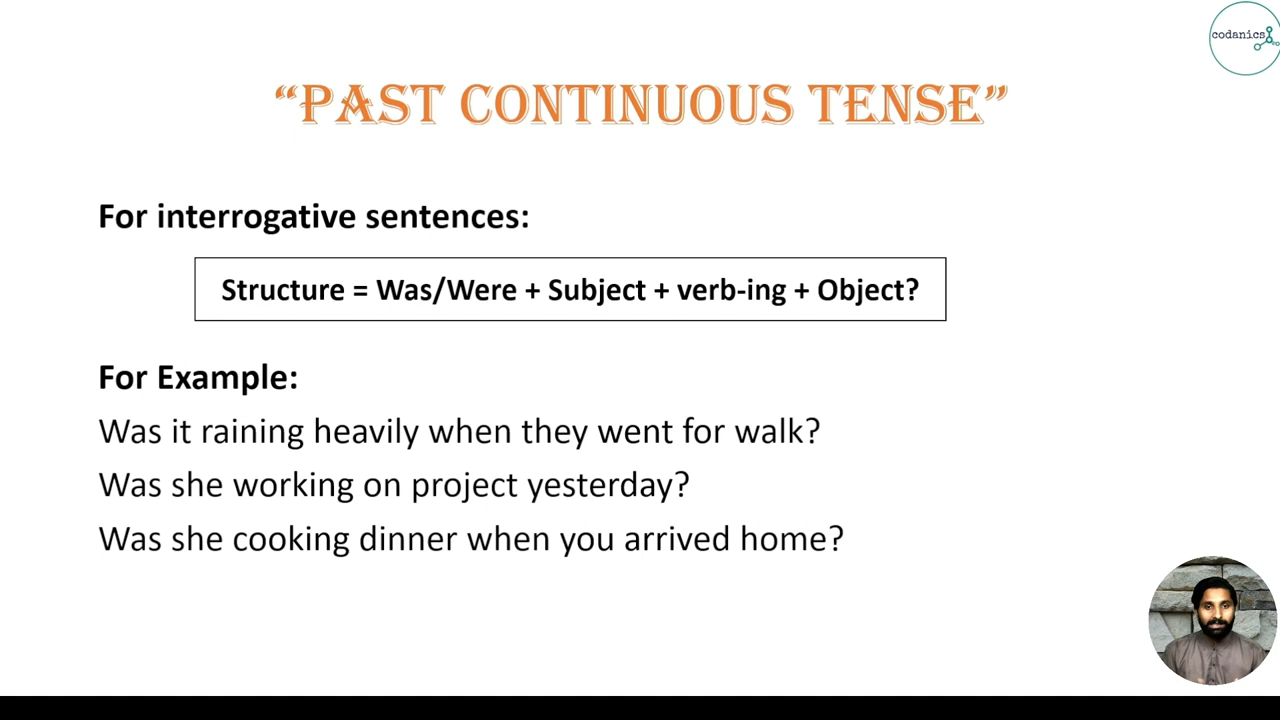 codanics
“PAST CONTINUOUS TENSE”
For interrogative sentences:
Structure = Was/Were + Subject + verb-ing + Object?
For Example:
Was it raining heavily when they went for walk?
Was she working on project yesterday?
Was she cooking dinner when you arrived home?